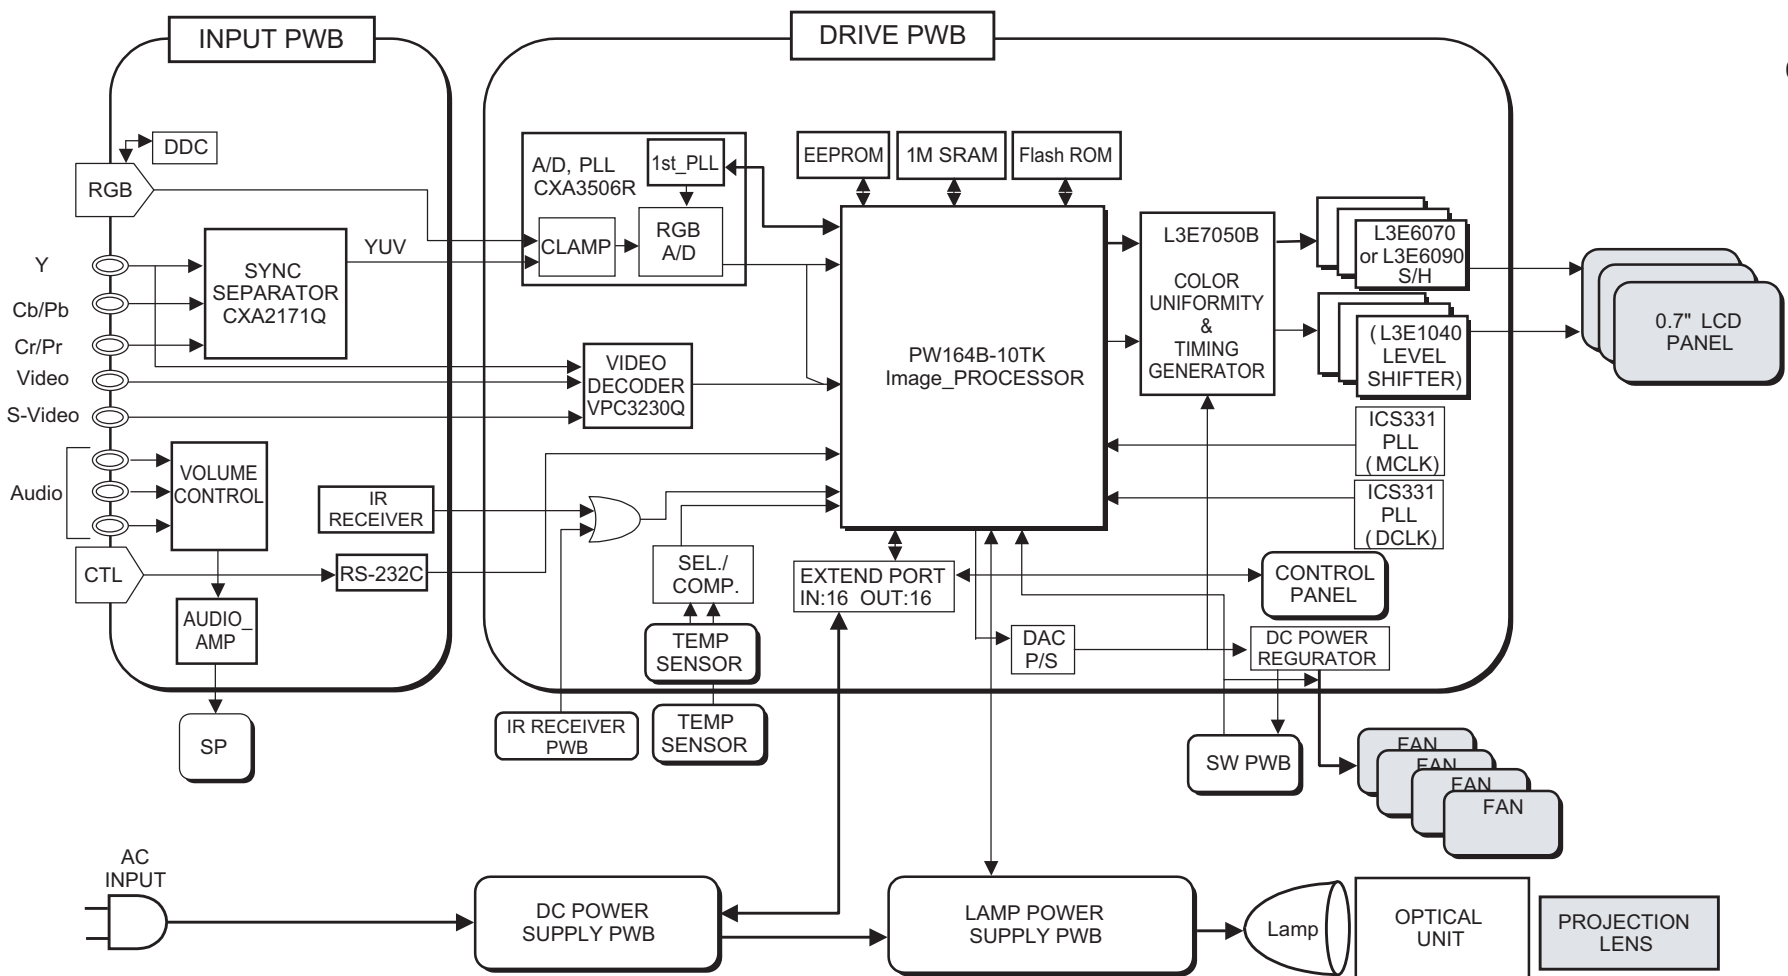 INPUT PWB
DRIVE PWB
DDC
RGB
Y
Cb/Pb
Cr/Pr
Video
S-Video
Audio
CTL
SYNC
SEPARATOR
CXA2171Q
YUV
VOLUME
CONTROL
IR
RECEIVER
RS-232C
AUDIO_
AMP
SP
A/D, PLL
CXA3506R
1st_PLL
CLAMP
RGB
A/D
VIDEO
DECODER
VPC3230Q
EEPROM
1M SRAM
Flash ROM
PW164B-10TK
Image_PROCESSOR
L3E7050B
COLOR
UNIFORMITY
&
TIMING
GENERATOR
L3E6070
or L3E6090
S/H
(L3E1040
LEVEL
SHIFTER)
0.7" LCD
PANEL
ICS331
PLL
(MCLK)
ICS331
PLL
(DCLK)
SEL./
COMP.
TEMP
SENSOR
TEMP
SENSOR
IR RECEIVER
PWB
EXTEND PORT
IN:16 OUT:16
CONTROL
PANEL
DAC
P/S
DC POWER
REGURATOR
SW PWB
FAN
FAN
FAN
FAN
AC
INPUT
DC POWER
SUPPLY PWB
LAMP POWER
SUPPLY PWB
Lamp
OPTICAL
UNIT
PROJECTION
LENS